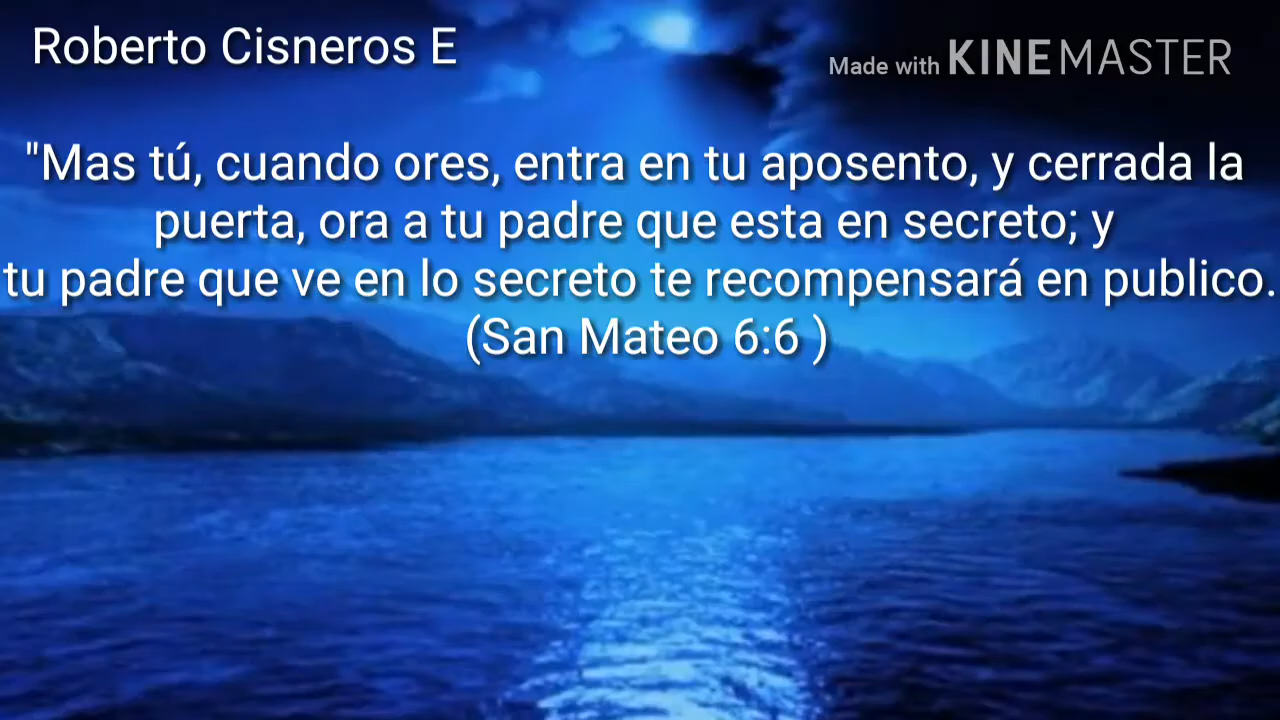 Roberto Cisneros E
Made with KINEMASTER
"Mas tú, cuando ores, entra en tu aposento, y cerrada la
puerta, ora a tu padre que esta en secreto; y
tu padre que ve en lo secreto te recompensará en publico.
(San Mateo 6:6 )